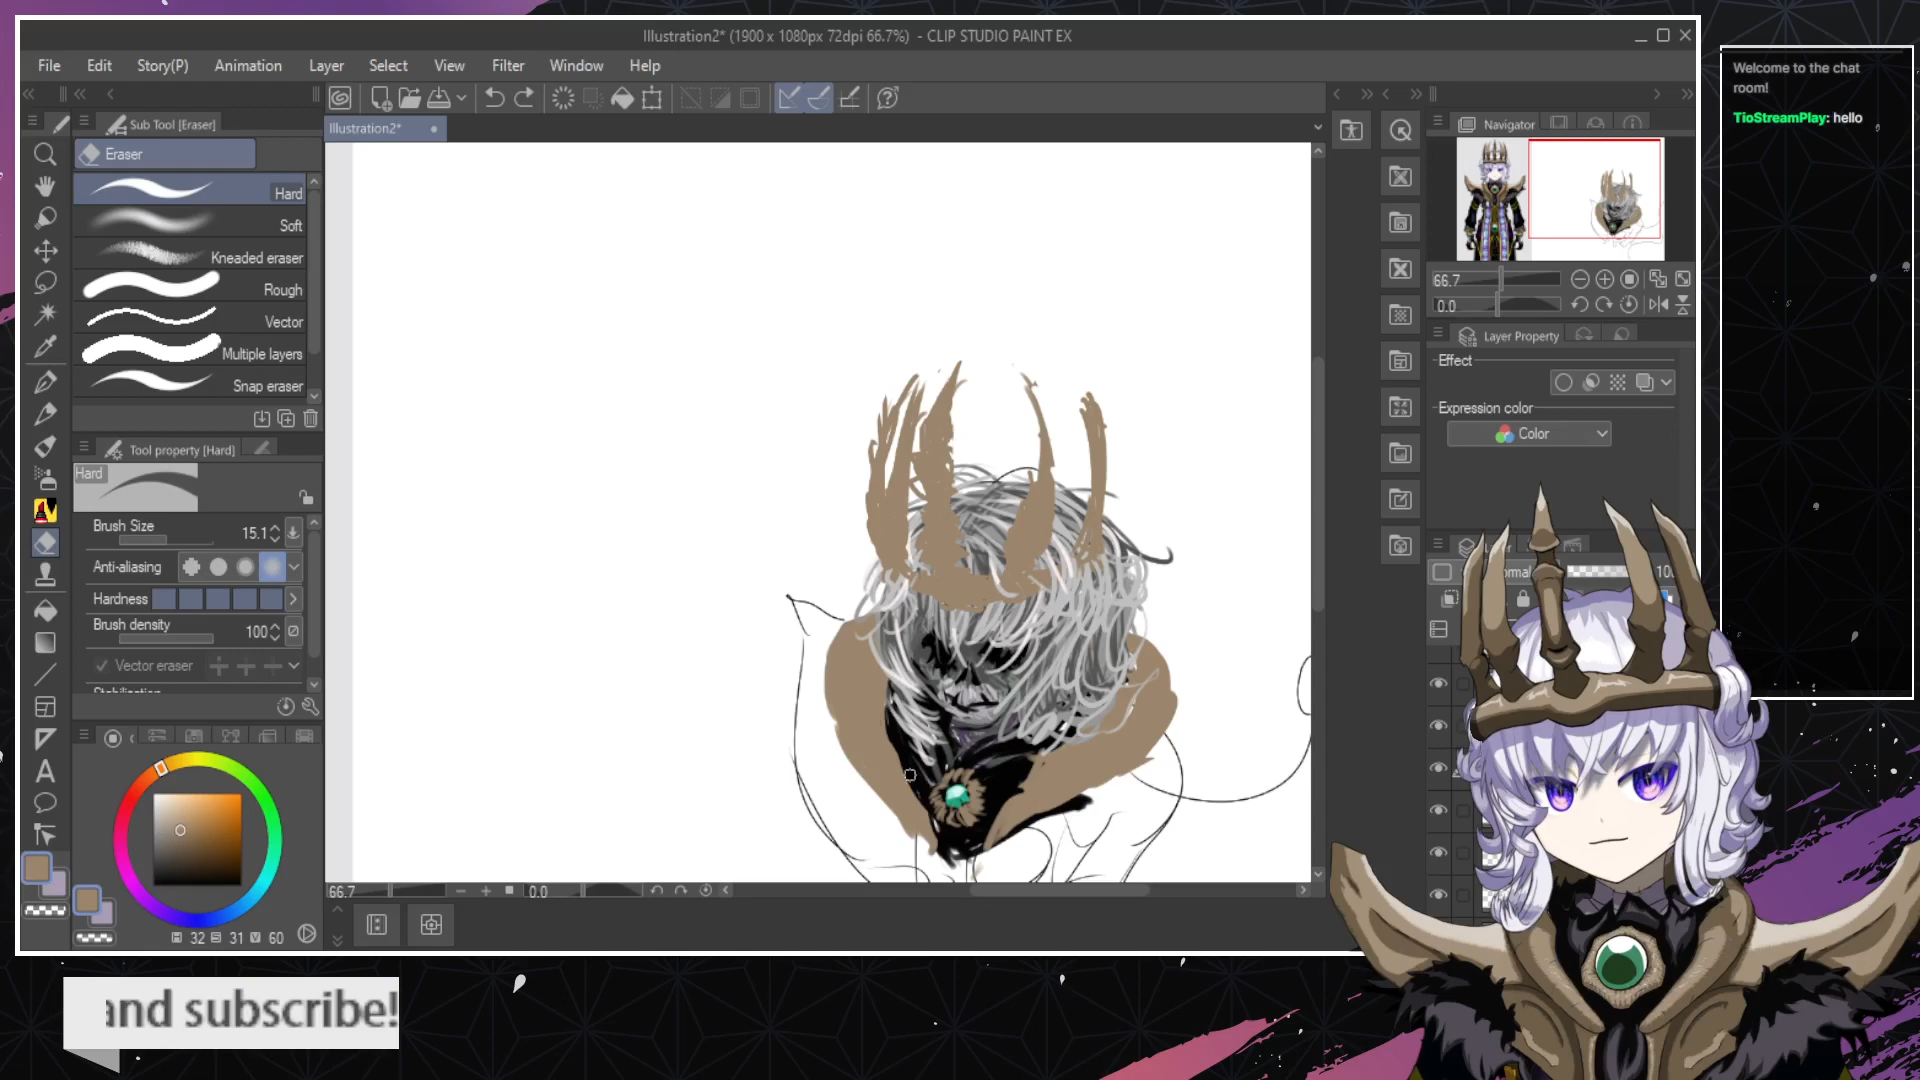 Illustration2* (1900 x 1080px 72dpi 66.7%) - CLIP STUDIO PAINT EX
File Edit Story(P) Animation Layer Select View Filter Window Help
Sub Tool [Eraser]
Illustration2*
Eraser
Hard
Soft
Kneaded eraser
Rough
Vector
Multiple layers
Snap eraser
Tool property [Hard]
Hard
Brush Size 15.1
Anti-aliasing
Hardness
Brush density 100
Vector eraser
32 31 60
66.7 0.0
Navigator
66.7
0.0
Layer Property
Effect
Expression color
Color
Welcome to the chat
room!
TioStreamPlay: hello
and subscribe!